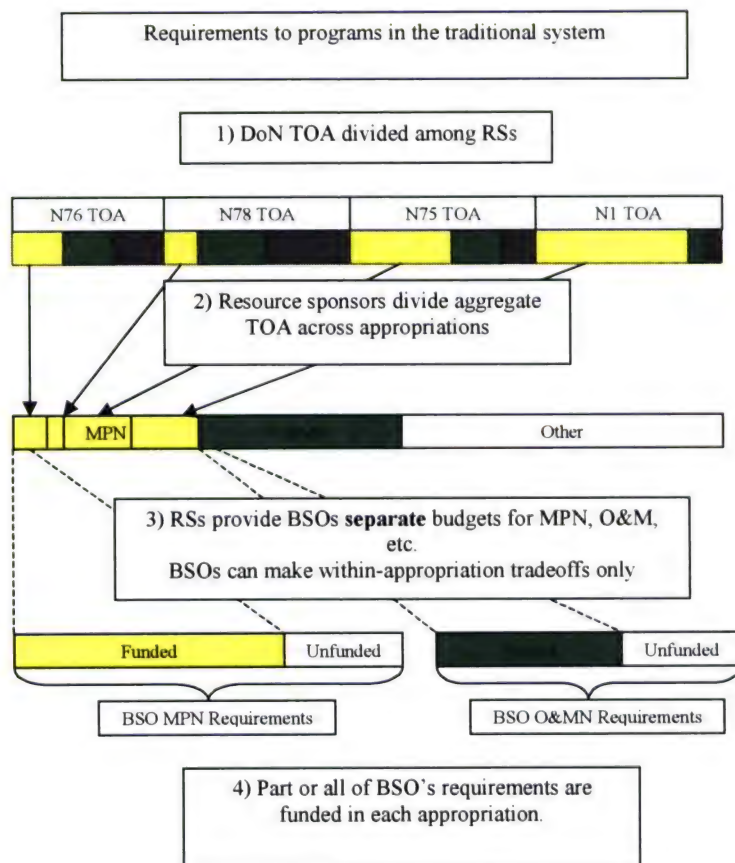 Requirements to programs in the traditional system
1) DoN TOA divided among RSs
N76 TOA N78 TOA N75 TOA N1 TOA
2) Resource sponsors divide aggregate
TOA across appropriations
MPN Other
3) RSs provide BSOs separate budgets for MPN, O&M,
etc.
BSOs can make within-appropriation tradeoffs only
Funded Unfunded Unfunded
BSO MPN Requirements BSO O&MN Requirements
4) Part or all of BSO's requirements are
funded in each appropriation.